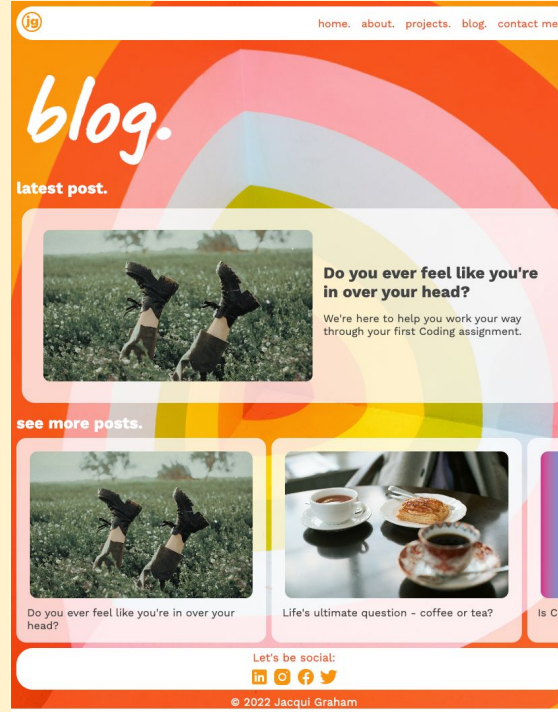 jg
home. about. projects. blog. contact me
blog.
latest post.
Do you ever feel like you're
in over your head?
We're here to help you work your way
through your first Coding assignment.
see more posts.
Do you ever feel like you're in over your
head?
Life's ultimate question - coffee or tea?
Is C
Let's be social:
in
© 2022 Jacqui Graham